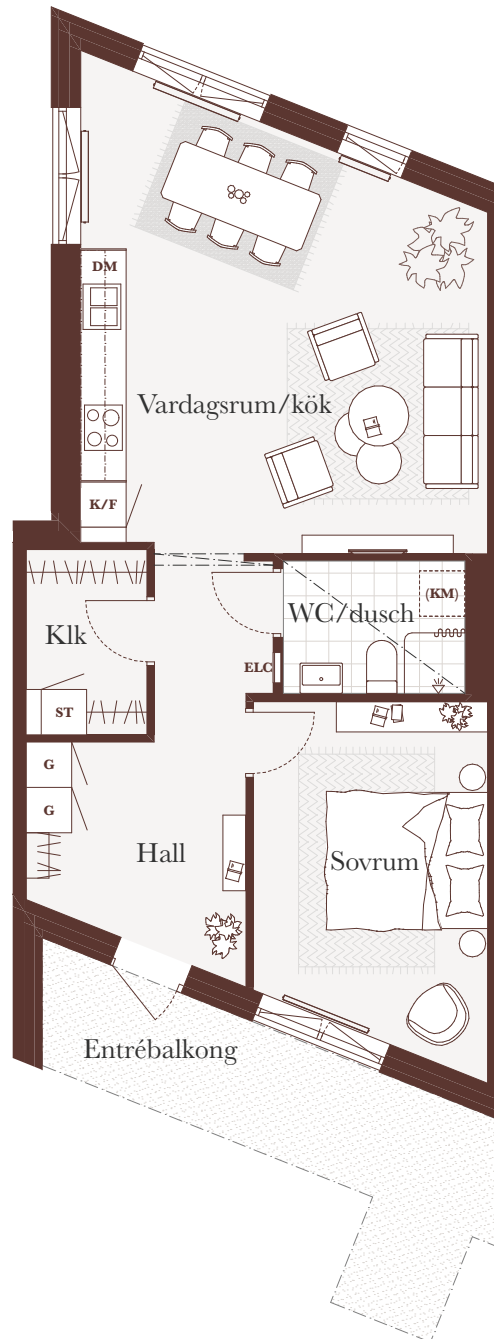 DM
Vardagsrum/kök
K/F
(KM)
WC/dusch
Klk
ELC
ST
G
G
Hall
Sovrum
Entrébalkong